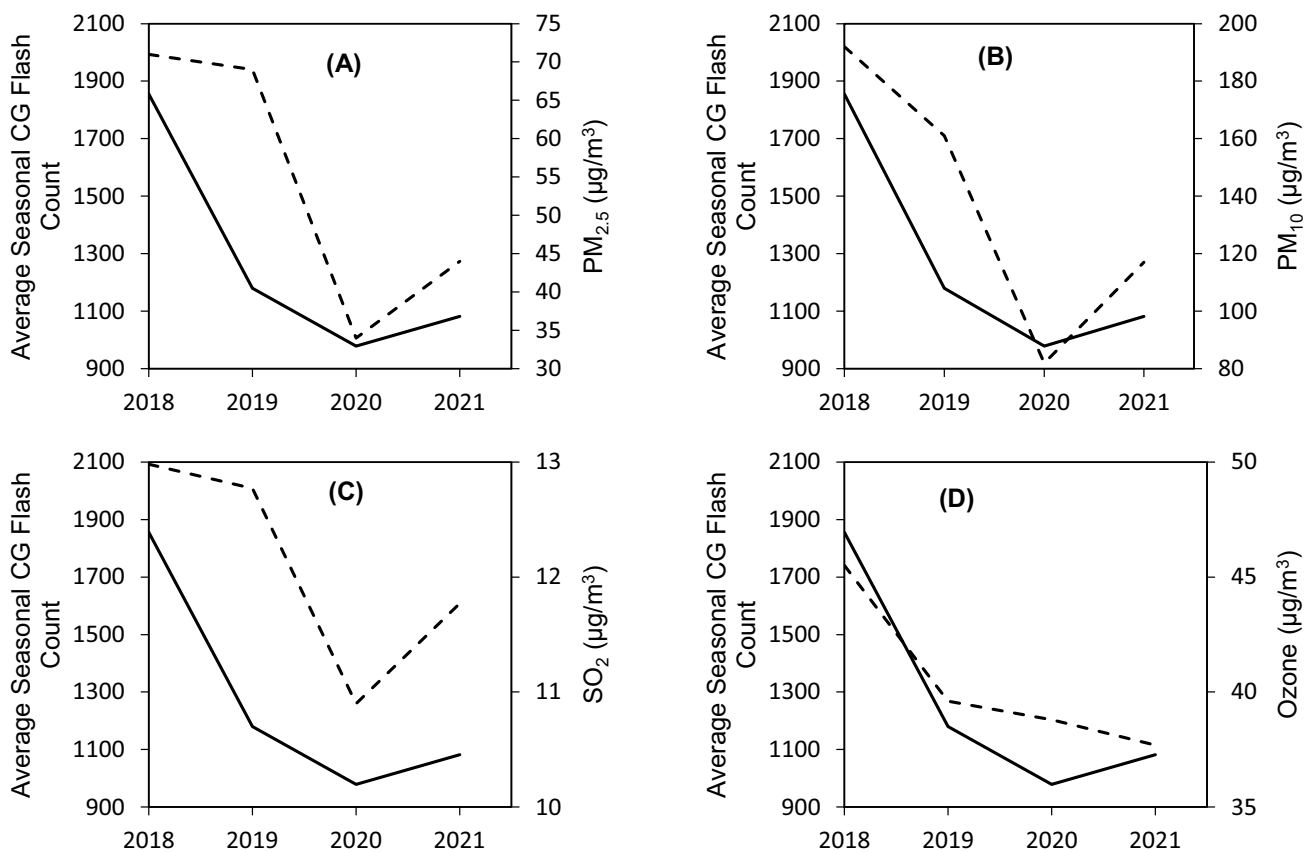 (A)
Average Seasonal CG Flash
Count
2100
1900
1700
1500
1300
1100
900
75
70
65
60
55
50
45
40
35
30
PM2.5 (µg/m³)
2018 2019 2020 2021
(B)
Average Seasonal CG Flash
Count
2100
1900
1700
1500
1300
1100
900
200
180
160
140
120
100
80
PM10 (µg/m³)
2018 2019 2020 2021
(C)
Average Seasonal CG Flash
Count
2100
1900
1700
1500
1300
1100
900
13
12
11
10
SO2 (µg/m³)
2018 2019 2020 2021
(D)
Average Seasonal CG Flash
Count
2100
1900
1700
1500
1300
1100
900
50
45
40
35
Ozone (µg/m³)
2018 2019 2020 2021